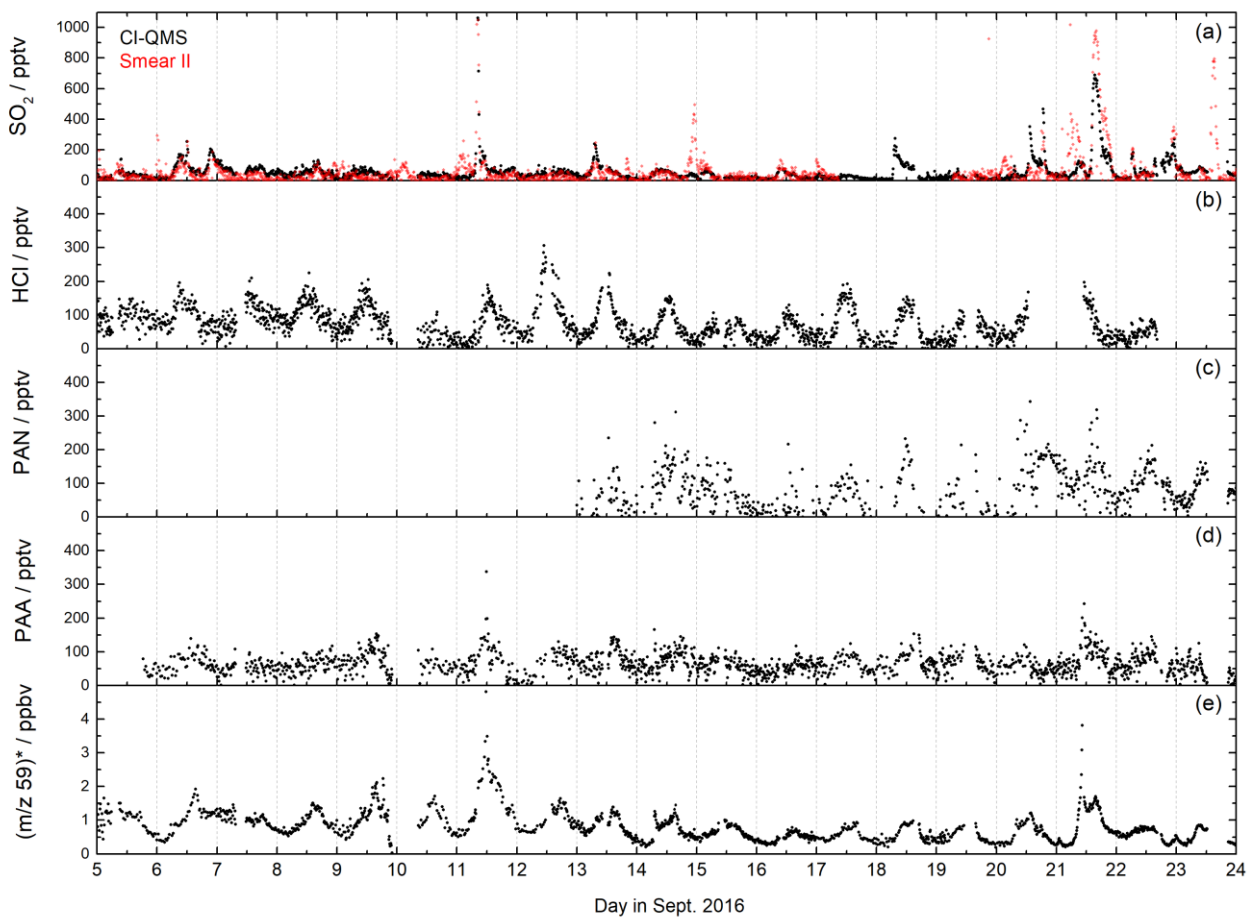 (a)
CI-QMS
Smear II
SO₂ / pptv
1000
800
600
400
200
0
(b)
HCl / pptv
400
300
200
100
0
(c)
PAN / pptv
400
300
200
100
0
(d)
PAA / pptv
400
300
200
100
0
(e)
(m/z 59)* / ppbv
4
3
2
1
0
5 6 7 8 9 10 11 12 13 14 15 16 17 18 19 20 21 22 23 24
Day in Sept. 2016